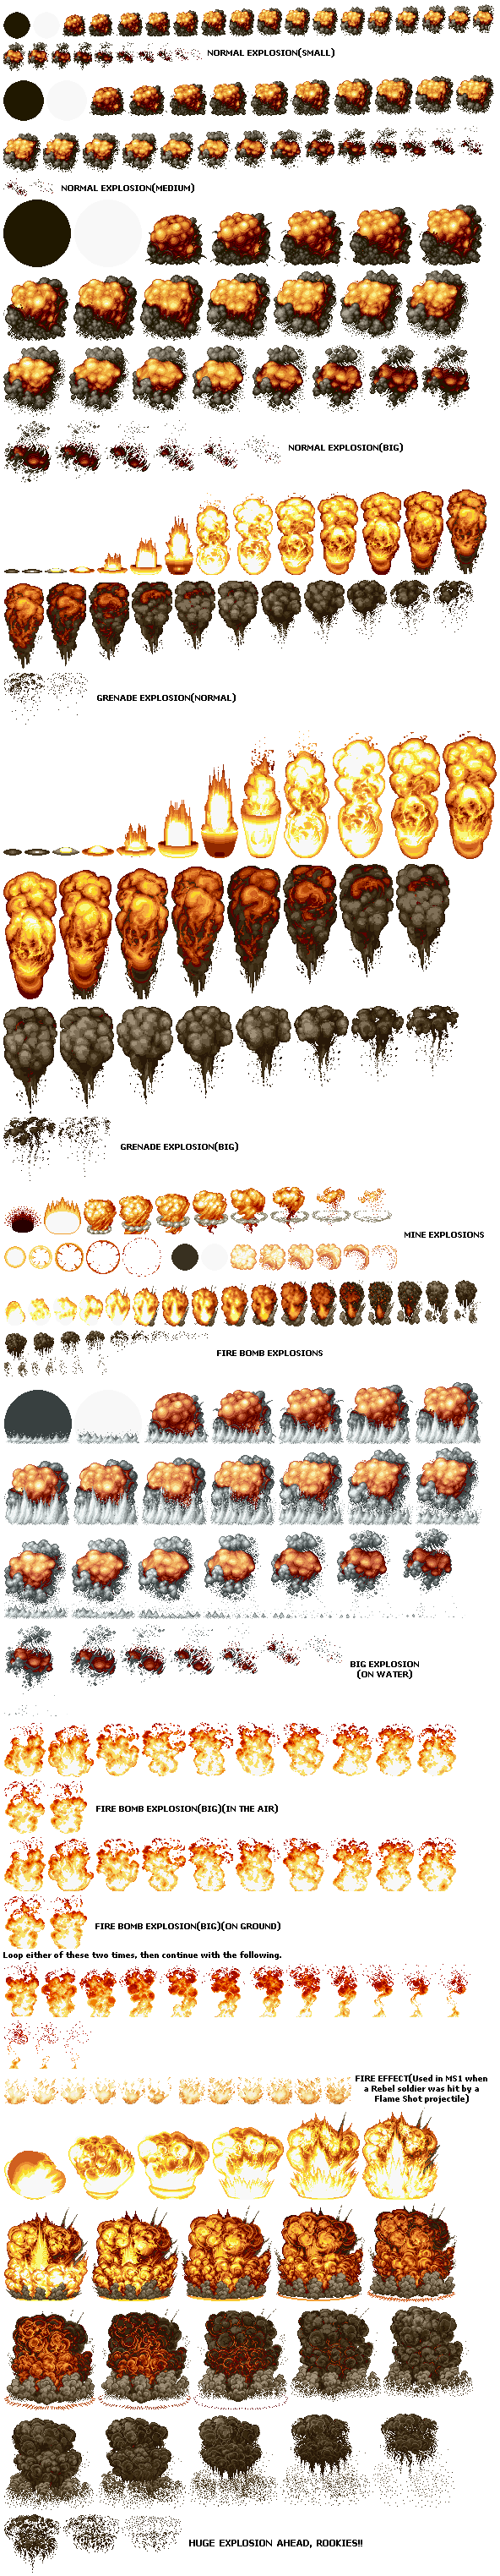 NORMAL EXPLOSION(SMALL)
NORMAL EXPLOSION(MEDIUM)
NORMAL EXPLOSION(BIG)
GRENADE EXPLOSION(NORMAL)
GRENADE EXPLOSION(BIG)
MINE EXPLOSIONS
FIRE BOMB EXPLOSIONS
BIG EXPLOSION
(ON WATER)
FIRE BOMB EXPLOSION(BIG)(IN THE AIR)
FIRE BOMB EXPLOSION(BIG)(ON GROUND)
Loop either of these two times, then continue with the following.
FIRE EFFECT(Used in MS1 when
a Rebel soldier was hit by a
Flame Shot projectile)
HUGE EXPLOSION AHEAD, ROOKIES!!